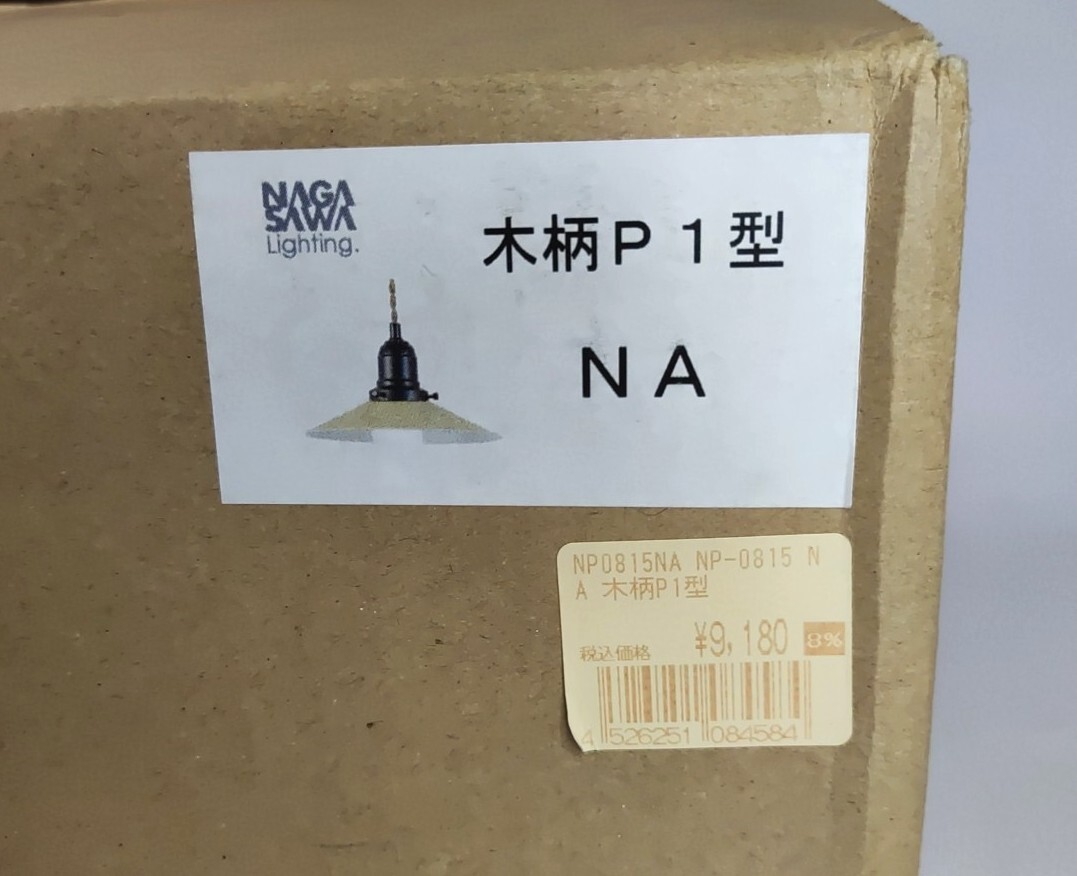 NAGA
SAWA
Lighting.
木柄P1型
NA
NP0815NA NP-0815 N
A 木柄P1型
税込価格 ¥9,180 8%
4 526251 084584